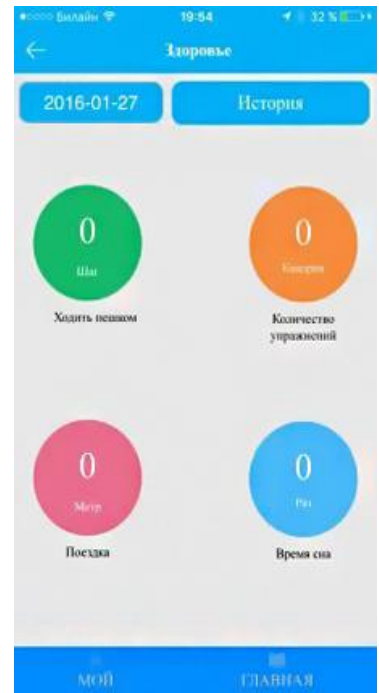 Билайн 19:54 32 %
Здоровье
2016-01-27 История
0 0
Шаг Калория
Ходить пешком Количество
упражнений
0 0
Метр Раз
Поездка Время сна
МОЙ ГЛАВНАЯ